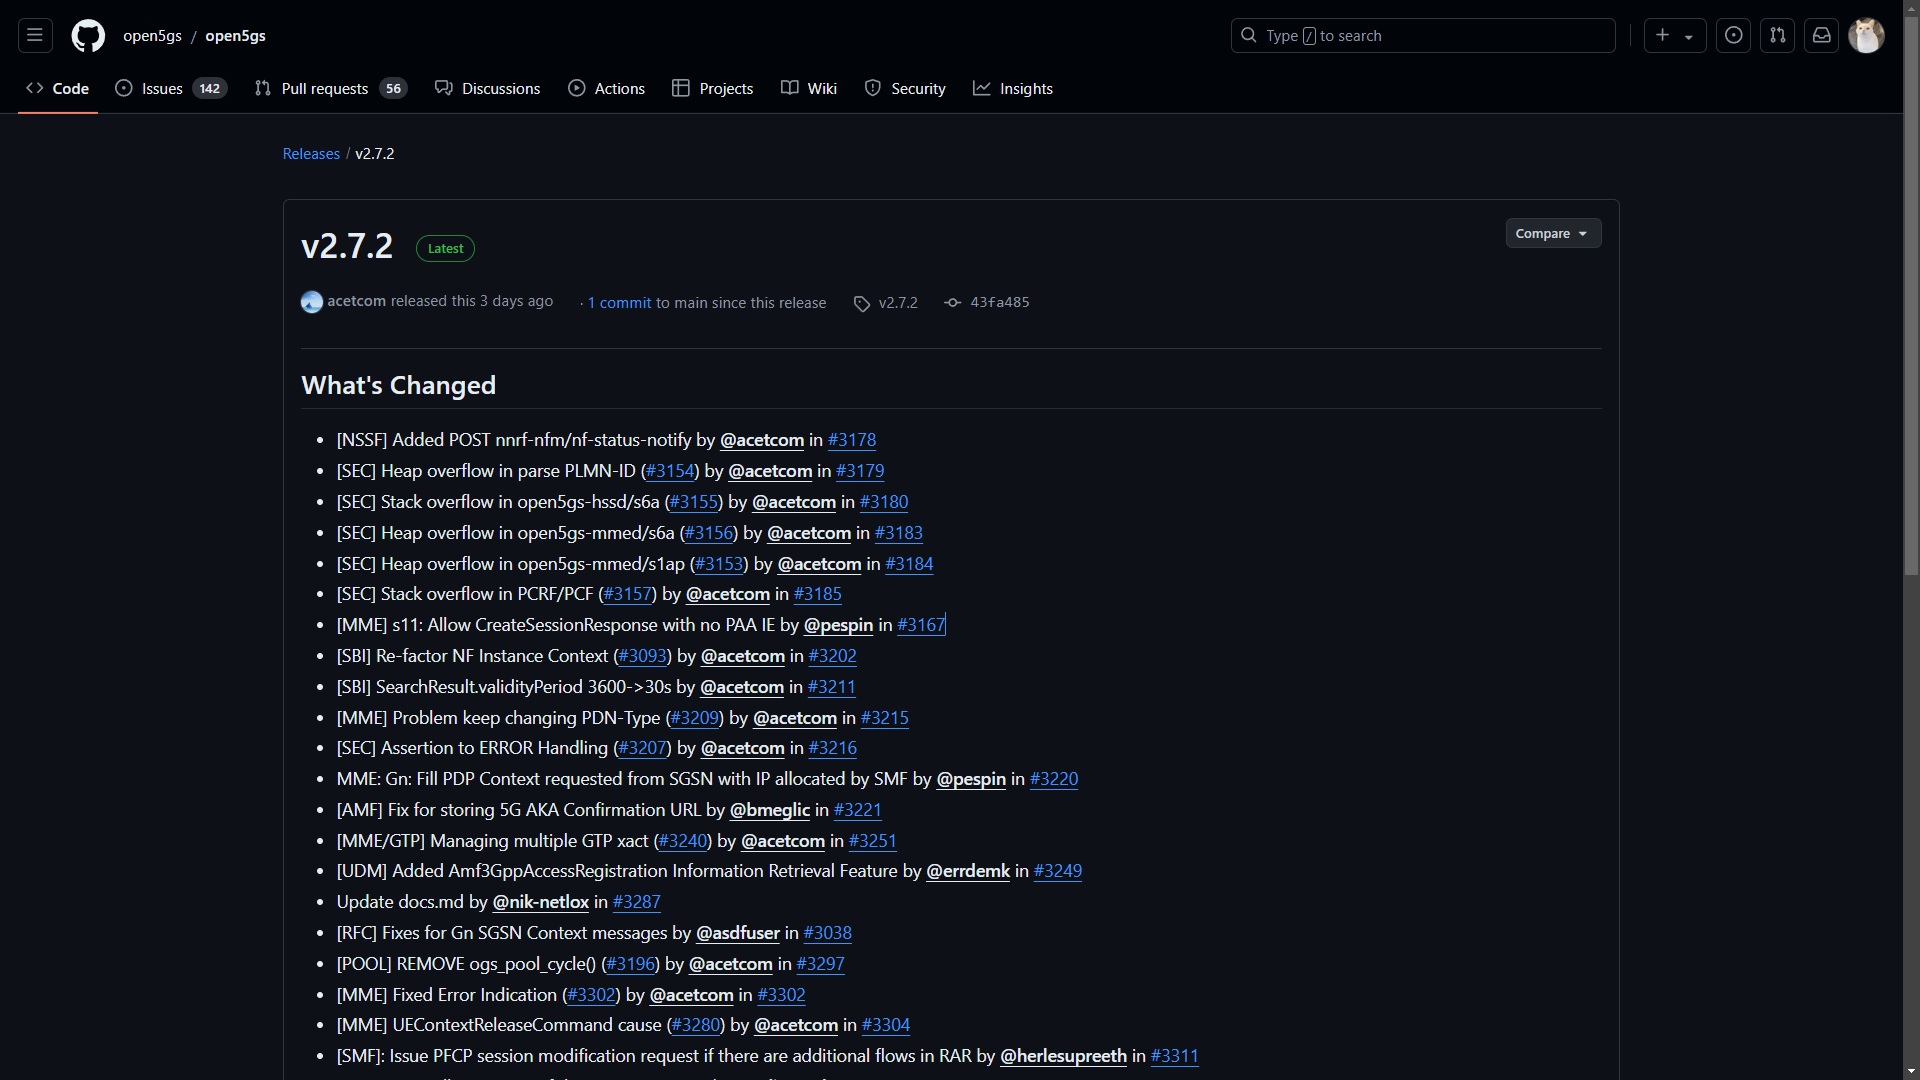 open5gs / open5gs
Type / to search
Code
Issues 142
Pull requests 56
Discussions
Actions
Projects
Wiki
Security
Insights
Releases / v2.7.2
v2.7.2 Latest
Compare
acetcom released this 3 days ago · 1 commit to main since this release v2.7.2 43fa485
What's Changed
• [NSSF] Added POST nnrf-nfm/nf-status-notify by @acetcom in #3178
• [SEC] Heap overflow in parse PLMN-ID (#3154) by @acetcom in #3179
• [SEC] Stack overflow in open5gs-hssd/s6a (#3155) by @acetcom in #3180
• [SEC] Heap overflow in open5gs-mmed/s6a (#3156) by @acetcom in #3183
• [SEC] Heap overflow in open5gs-mmed/s1ap (#3153) by @acetcom in #3184
• [SEC] Stack overflow in PCRF/PCF (#3157) by @acetcom in #3185
• [MME] s11: Allow CreateSessionResponse with no PAA IE by @pespin in #3167
• [SBI] Re-factor NF Instance Context (#3093) by @acetcom in #3202
• [SBI] SearchResult.validityPeriod 3600->30s by @acetcom in #3211
• [MME] Problem keep changing PDN-Type (#3209) by @acetcom in #3215
• [SEC] Assertion to ERROR Handling (#3207) by @acetcom in #3216
• MME: Gn: Fill PDP Context requested from SGSN with IP allocated by SMF by @pespin in #3220
• [AMF] Fix for storing 5G AKA Confirmation URL by @bmeglic in #3221
• [MME/GTP] Managing multiple GTP xact (#3240) by @acetcom in #3251
• [UDM] Added Amf3GppAccessRegistration Information Retrieval Feature by @errdemk in #3249
• Update docs.md by @nik-netlox in #3287
• [RFC] Fixes for Gn SGSN Context messages by @asdfuser in #3038
• [POOL] REMOVE ogs_pool_cycle() (#3196) by @acetcom in #3297
• [MME] Fixed Error Indication (#3302) by @acetcom in #3302
• [MME] UEContextReleaseCommand cause (#3280) by @acetcom in #3304
• [SMF]: Issue PFCP session modification request if there are additional flows in RAR by @herlesupreeth in #3311